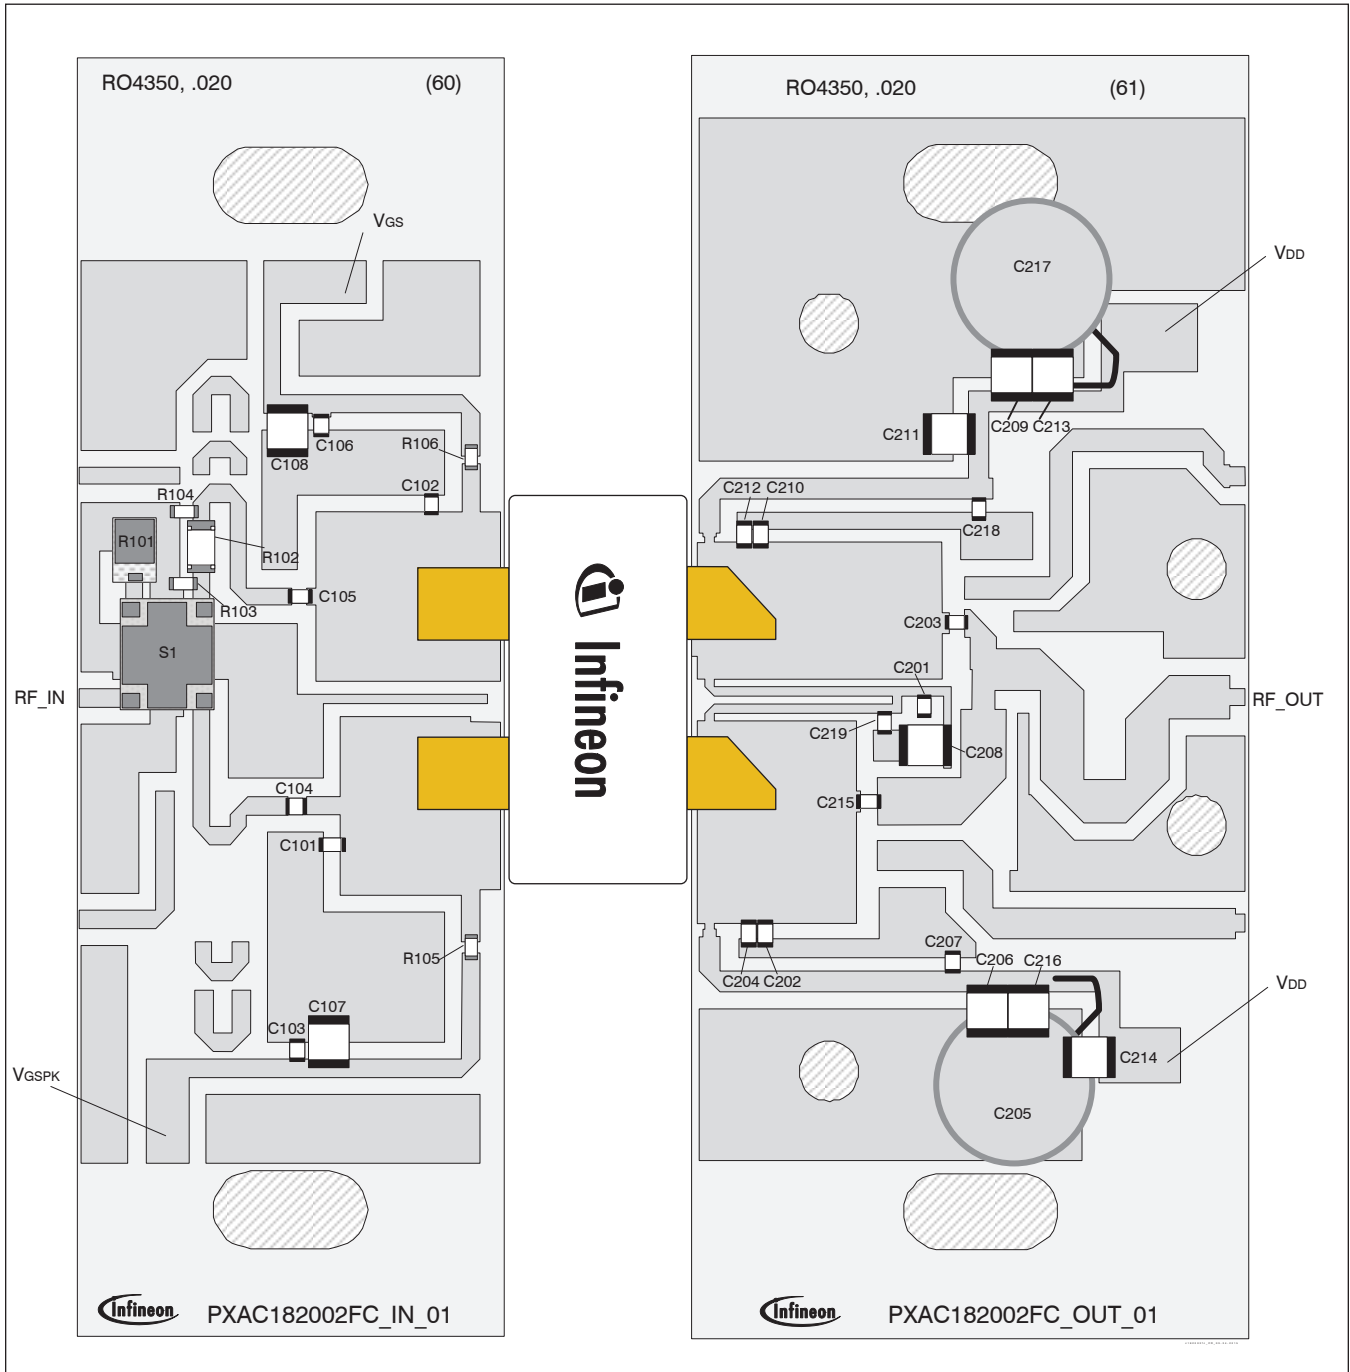 RO4350, .020 (60)
RO4350, .020 (61)
VGS
C217
VDD
C209 C213
C211
C106
C108
R106
C102
C212 C210
C218
R104
R101
R102
C105
R103
C203
S1
RF_IN
C201
RF_OUT
C219
C208
Infineon
C104
C215
C101
R105
C207
C206 C216
C204 C202
VDD
C107
C103
C214
VGSPK
C205
Infineon PXAC182002FC_IN_01
Infineon PXAC182002FC_OUT_01